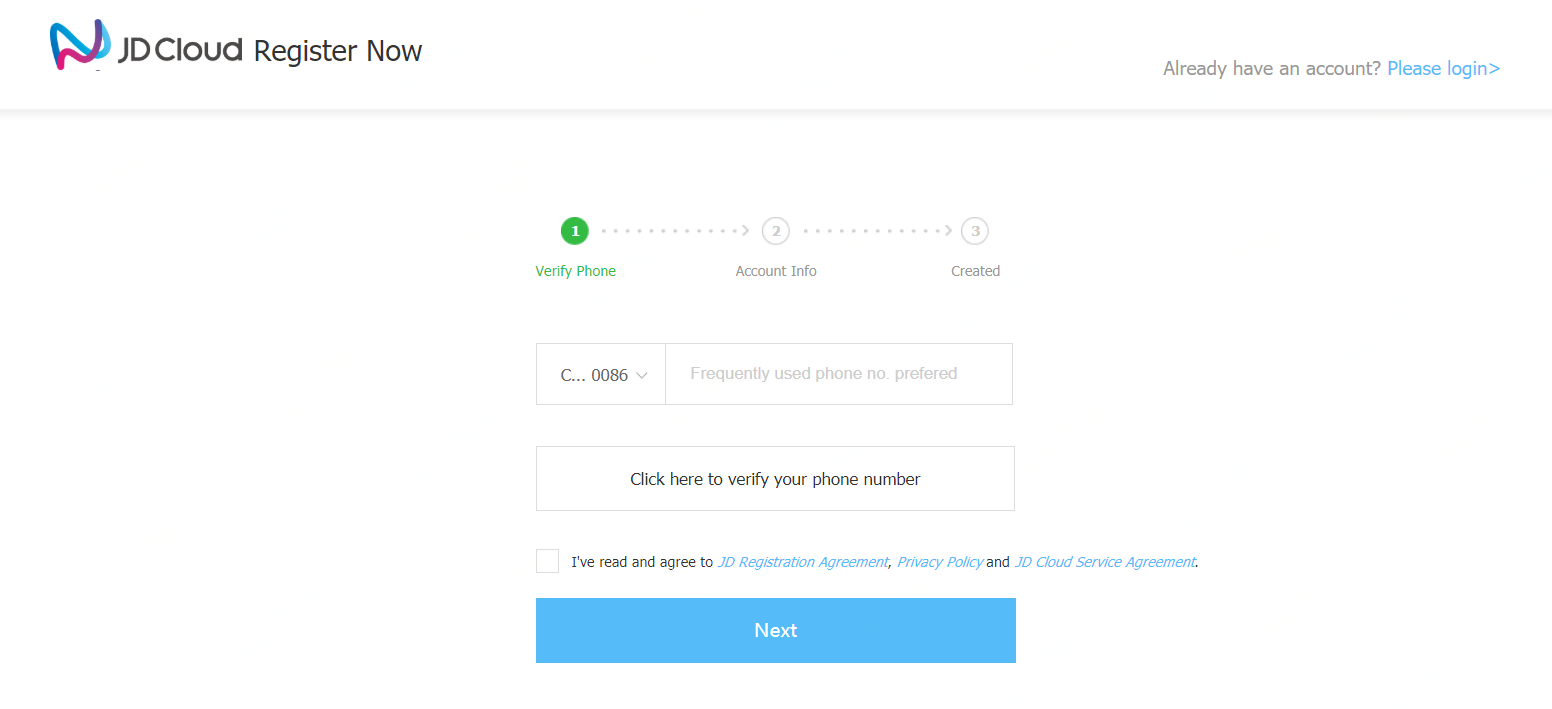 JD Cloud Register Now
Already have an account? Please login>
1 2 3
Verify Phone Account Info Created
C... 0086 Frequently used phone no. prefered
Click here to verify your phone number
I've read and agree to JD Registration Agreement, Privacy Policy and JD Cloud Service Agreement.
Next